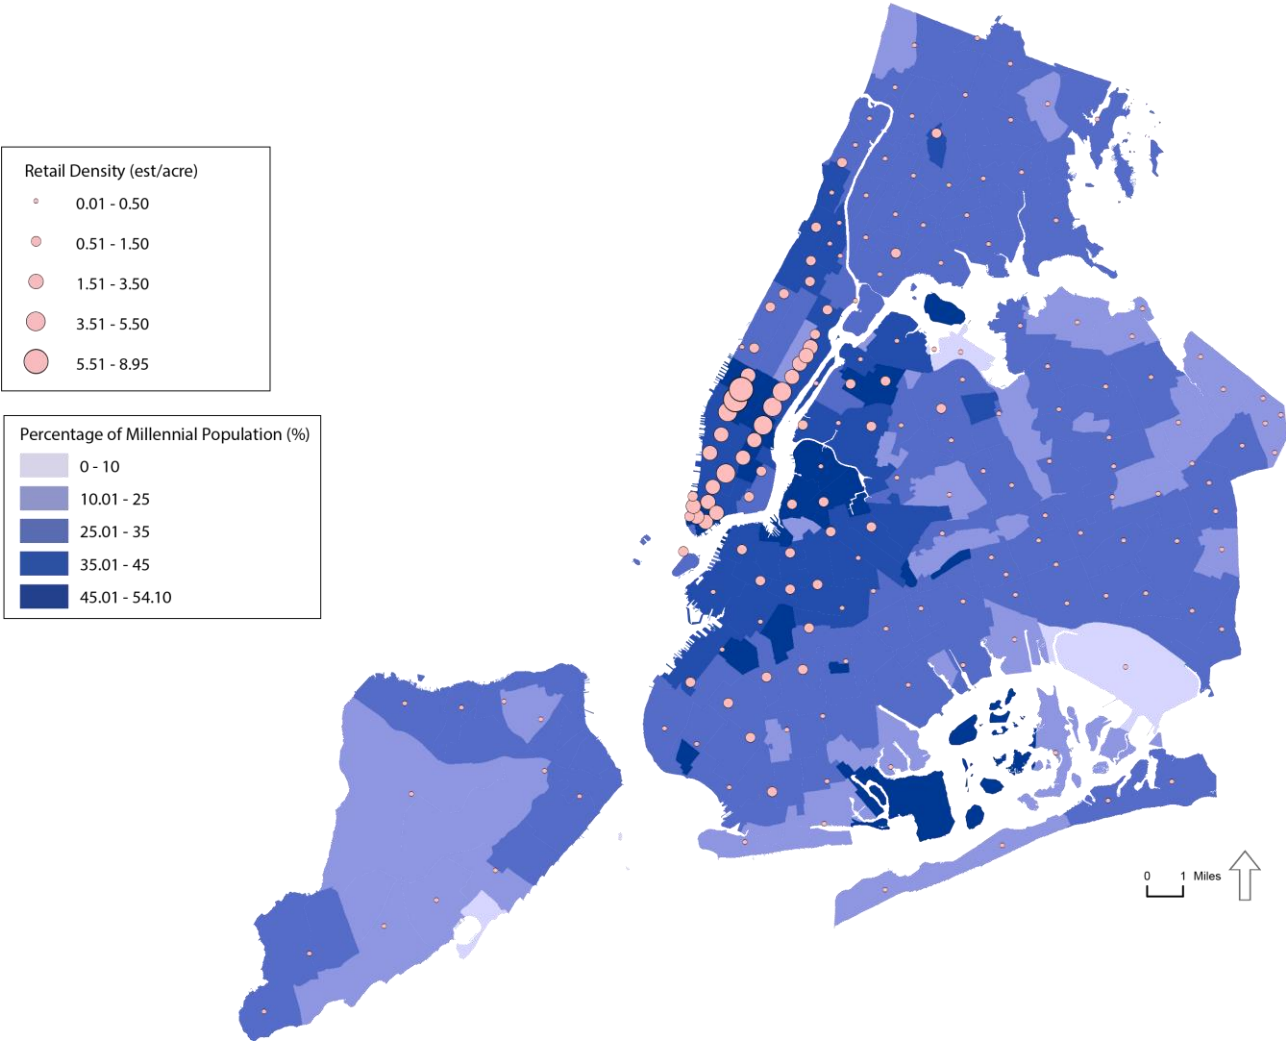 Retail Density (est/acre)
0.01 - 0.50
0.51 - 1.50
1.51 - 3.50
3.51 - 5.50
5.51 - 8.95
Percentage of Millennial Population (%)
0 - 10
10.01 - 25
25.01 - 35
35.01 - 45
45.01 - 54.10
0 1 Miles